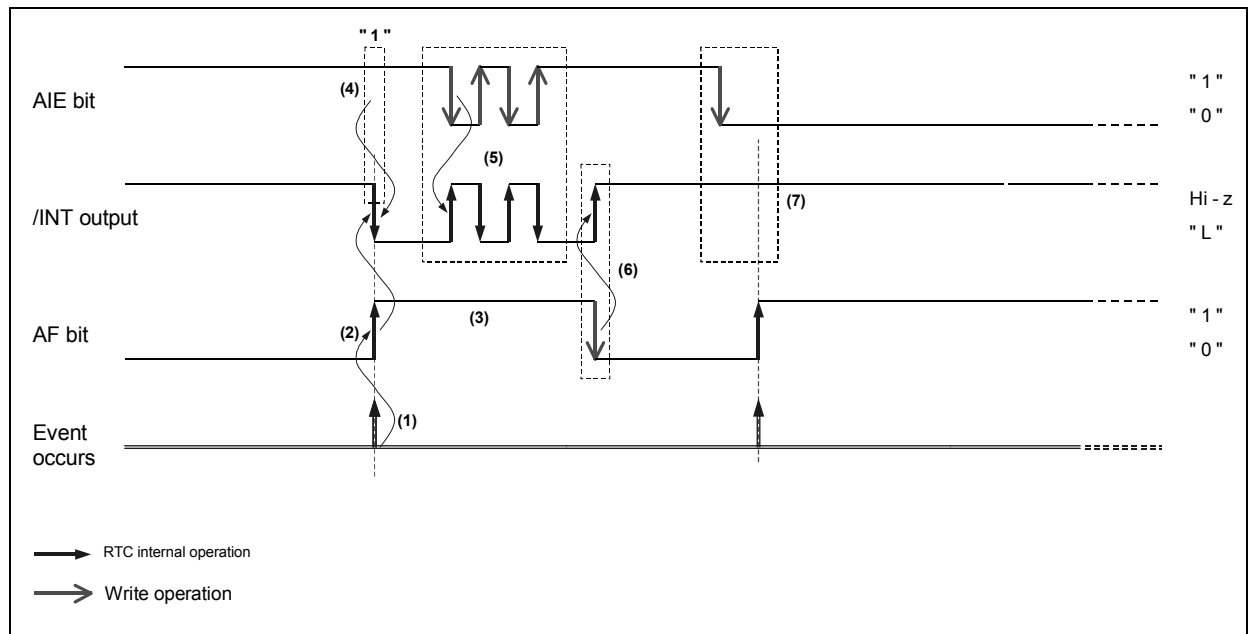 " 1 "
AIE bit
(4)
" 1 "
" 0 "
(5)
/INT output
(7)
Hi - z
" L "
(6)
AF bit
(2)
(3)
" 1 "
" 0 "
(1)
Event
occurs
RTC internal operation
Write operation